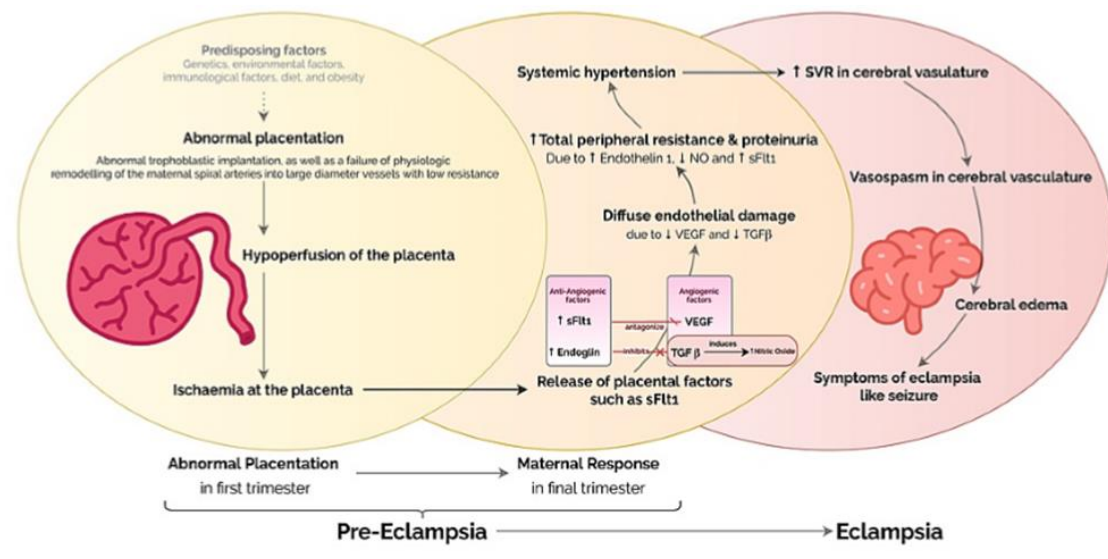 Predisposing factors
Genetics, environmental factors,
immunological factors, diet, and obesity
Abnormal placentation
Abnormal trophoblastic implantation, as well as a failure of physiologic
remodelling of the maternal spiral arteries into large diameter vessels with low resistance
Hypoperfusion of the placenta
Ischaemia at the placenta
Systemic hypertension
↑Total peripheral resistance & proteinuria
Due to ↑ Endothelin 1, ↓ NO and ↑ sFlt1
Diffuse endothelial damage
due to ↓ VEGF and ↓ TGFβ
Anti-Angiogenic
factors
↑ sFlt1
↑ Endoglin
antagonize
inhibits
Angiogenic
factors
VEGF
TGF β
induces
↑Nitric Oxide
Release of placental factors
such as sFlt1
↑ SVR in cerebral vasulature
Vasospasm in cerebral vasculature
Cerebral edema
Symptoms of eclampsia
like seizure
Abnormal Placentation
in first trimester
Maternal Response
in final trimester
Pre-Eclampsia
Eclampsia